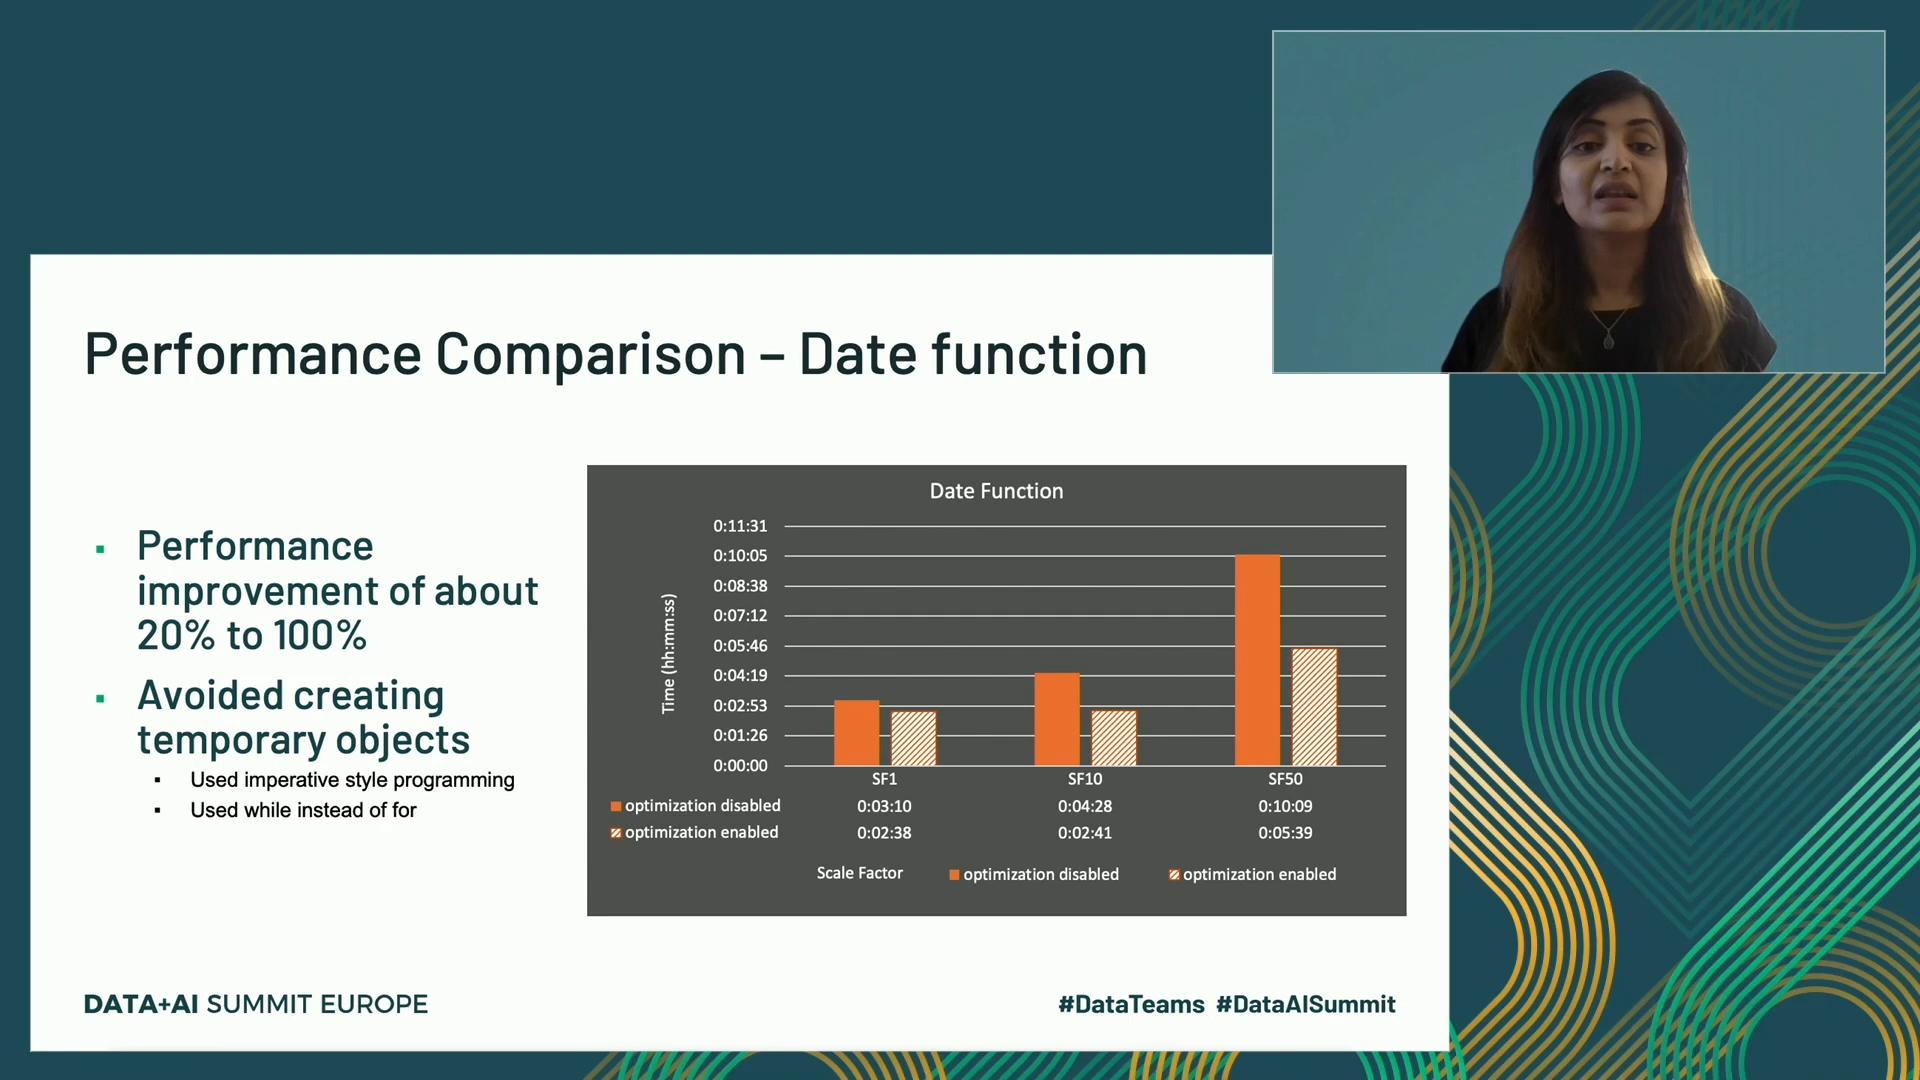 Performance Comparison – Date function
▪ Performance
improvement of about
20% to 100%
▪ Avoided creating
temporary objects
▪ Used imperative style programming
▪ Used while instead of for
Date Function
Time (hh:mm:ss)
0:11:31
0:10:05
0:08:38
0:07:12
0:05:46
0:04:19
0:02:53
0:01:26
0:00:00
SF1 SF10 SF50
optimization disabled 0:03:10 0:04:28 0:10:09
optimization enabled 0:02:38 0:02:41 0:05:39
Scale Factor optimization disabled optimization enabled
DATA+AI SUMMIT EUROPE
#DataTeams #DataAISummit